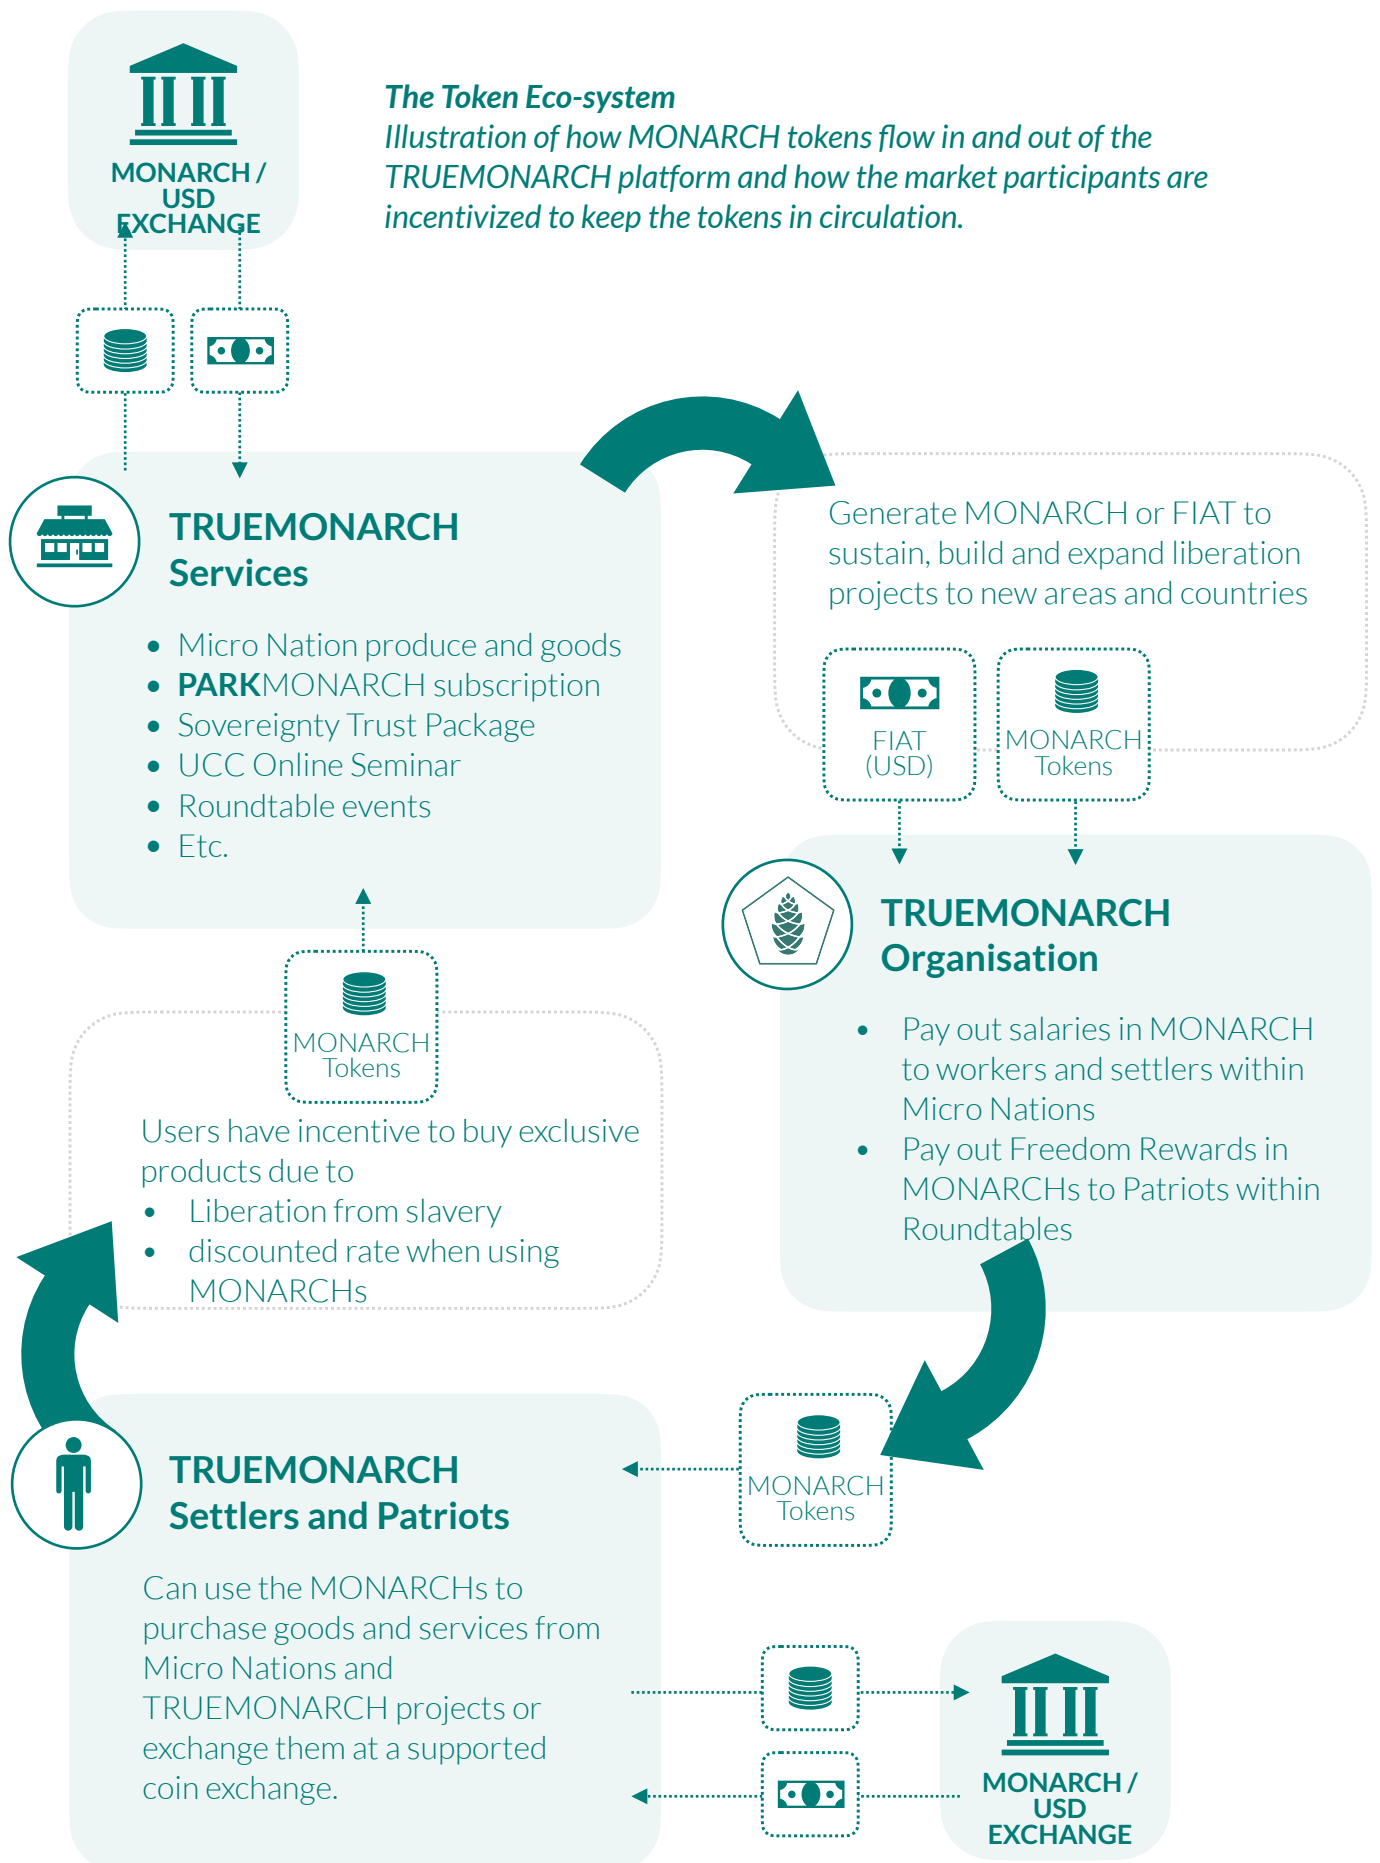 MONARCH /
USD
EXCHANGE
The Token Eco-system
Illustration of how MONARCH tokens flow in and out of the
TRUEMONARCH platform and how the market participants are
incentivized to keep the tokens in circulation.
TRUEMONARCH
Services
• Micro Nation produce and goods
• PARKMONARCH subscription
• Sovereignty Trust Package
• UCC Online Seminar
• Roundtable events
• Etc.
Generate MONARCH or FIAT to
sustain, build and expand liberation
projects to new areas and countries
FIAT
(USD)
MONARCH
Tokens
TRUEMONARCH
Organisation
• Pay out salaries in MONARCH
to workers and settlers within
Micro Nations
• Pay out Freedom Rewards in
MONARCHs to Patriots within
Roundtables
MONARCH
Tokens
Users have incentive to buy exclusive
products due to
• Liberation from slavery
• discounted rate when using
MONARCHs
MONARCH
Tokens
TRUEMONARCH
Settlers and Patriots
Can use the MONARCHs to
purchase goods and services from
Micro Nations and
TRUEMONARCH projects or
exchange them at a supported
coin exchange.
MONARCH /
USD
EXCHANGE